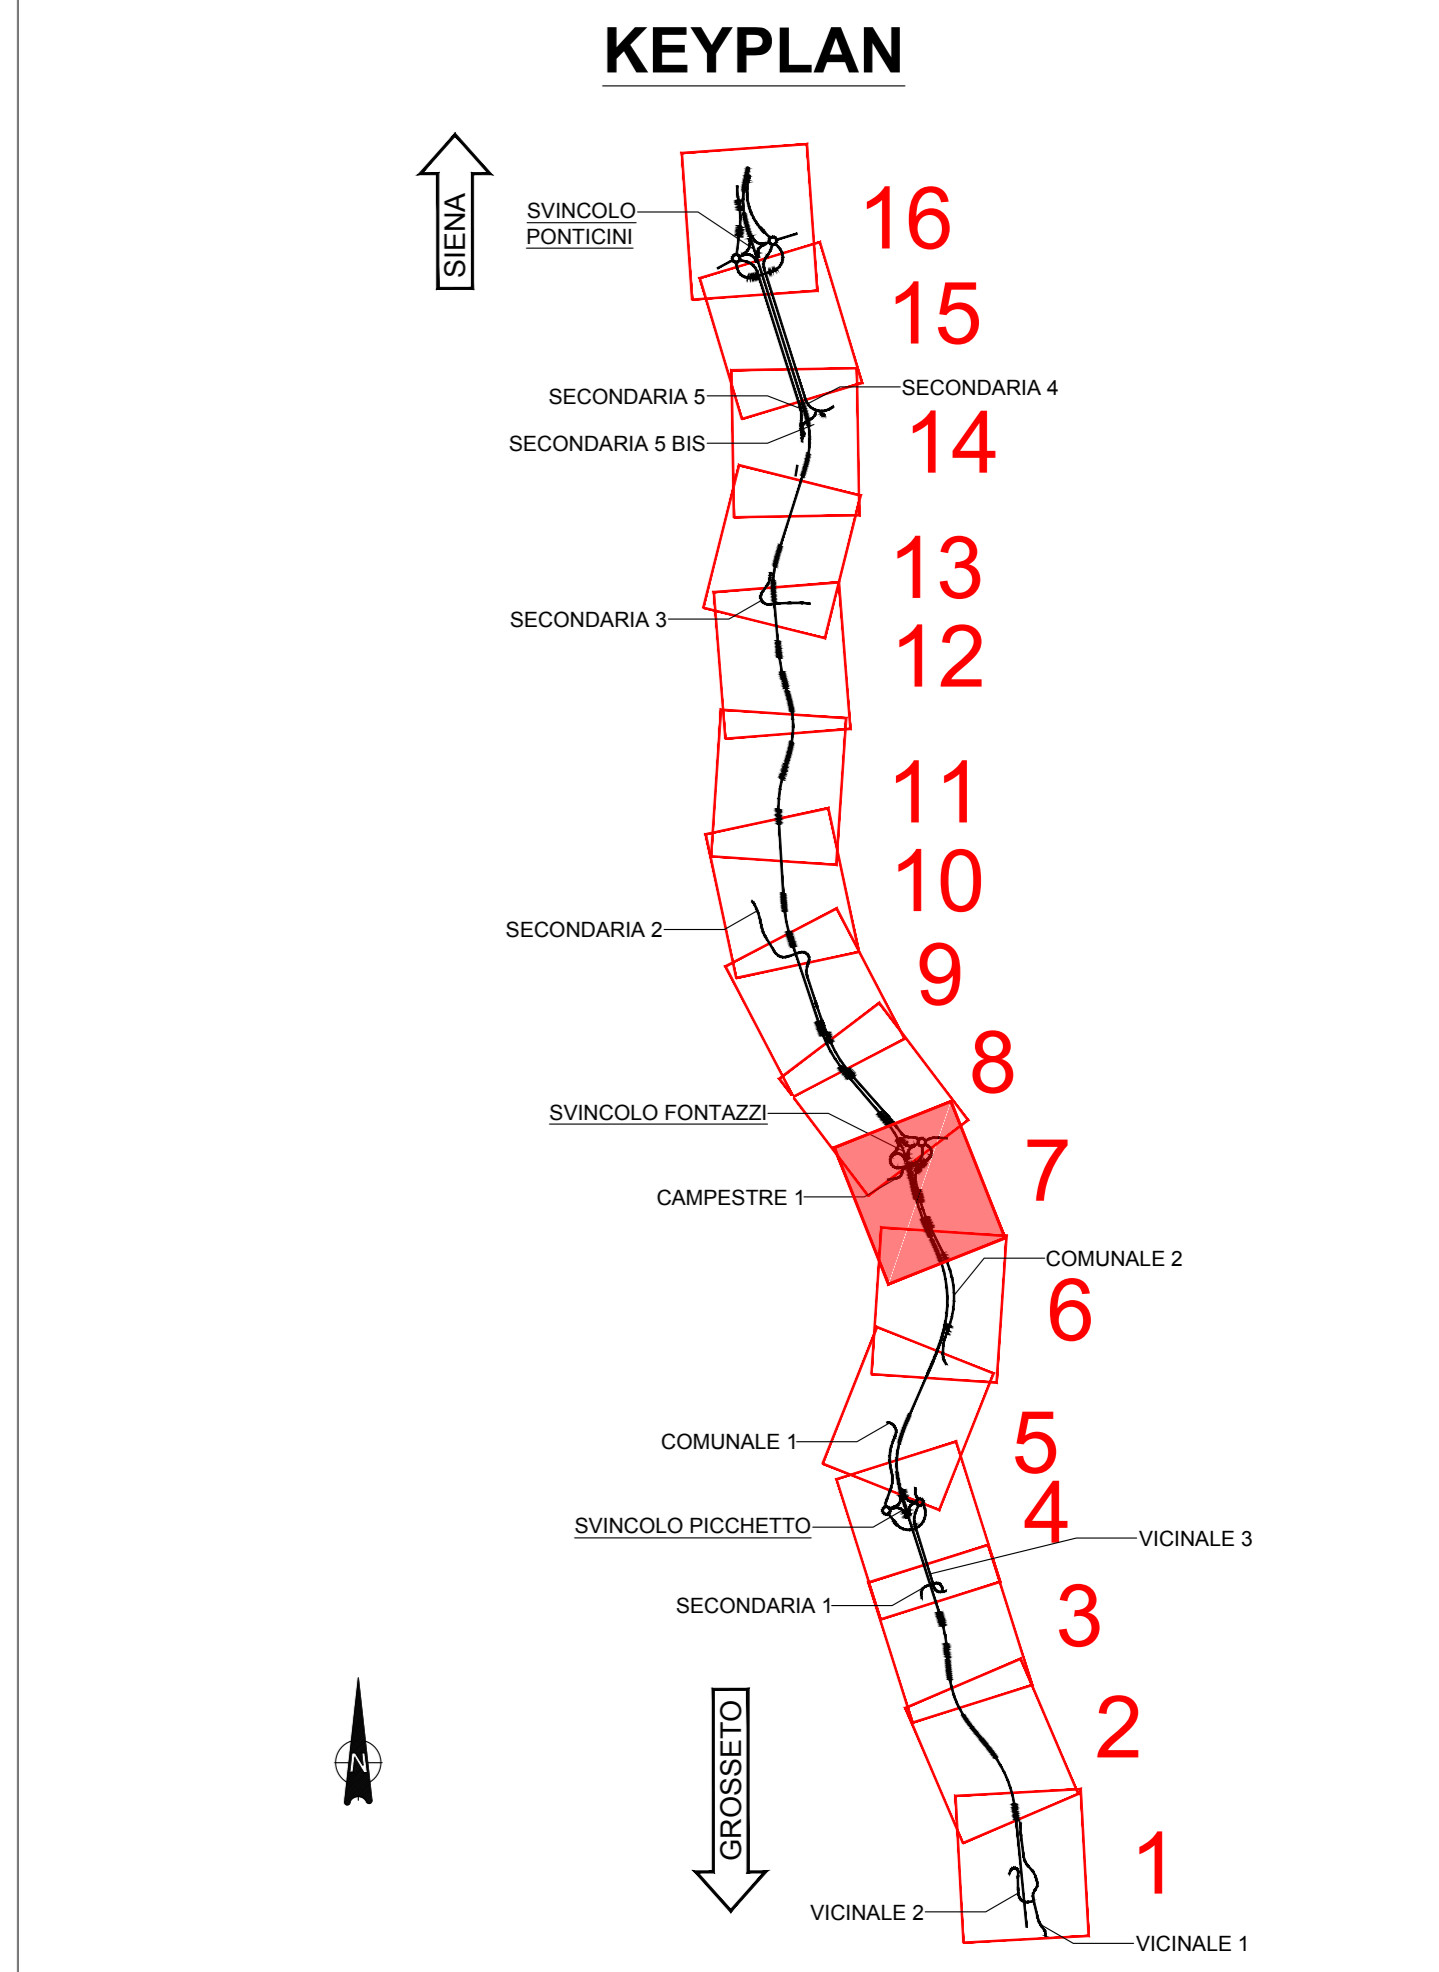 KEYPLAN
SIENA
SVINCOLO
PONTICINI
16
15
SECONDARIA 5
SECONDARIA 4
14
SECONDARIA 5 BIS
13
SECONDARIA 3
12
11
10
SECONDARIA 2
9
8
SVINCOLO FONTAZZI
7
CAMPESTRE 1
COMUNALE 2
6
COMUNALE 1
5
4
SVINCOLO PICCHETTO
VICINALE 3
SECONDARIA 1
3
2
N
GROSSETO
1
VICINALE 2
VICINALE 1